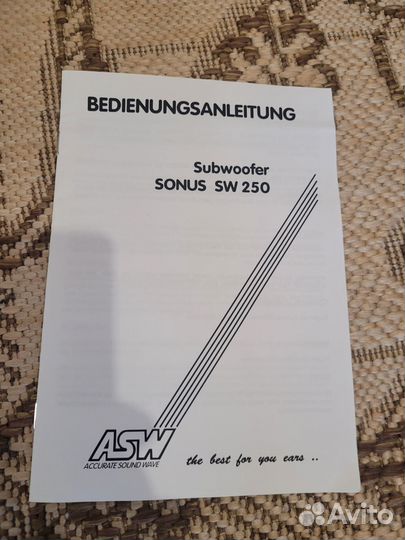 BEDIENUNGSANLEITUNG
Subwoofer
SONUS SW 250
ASW
ACCURATE SOUND WAVE
the best for you ears ..
Avito